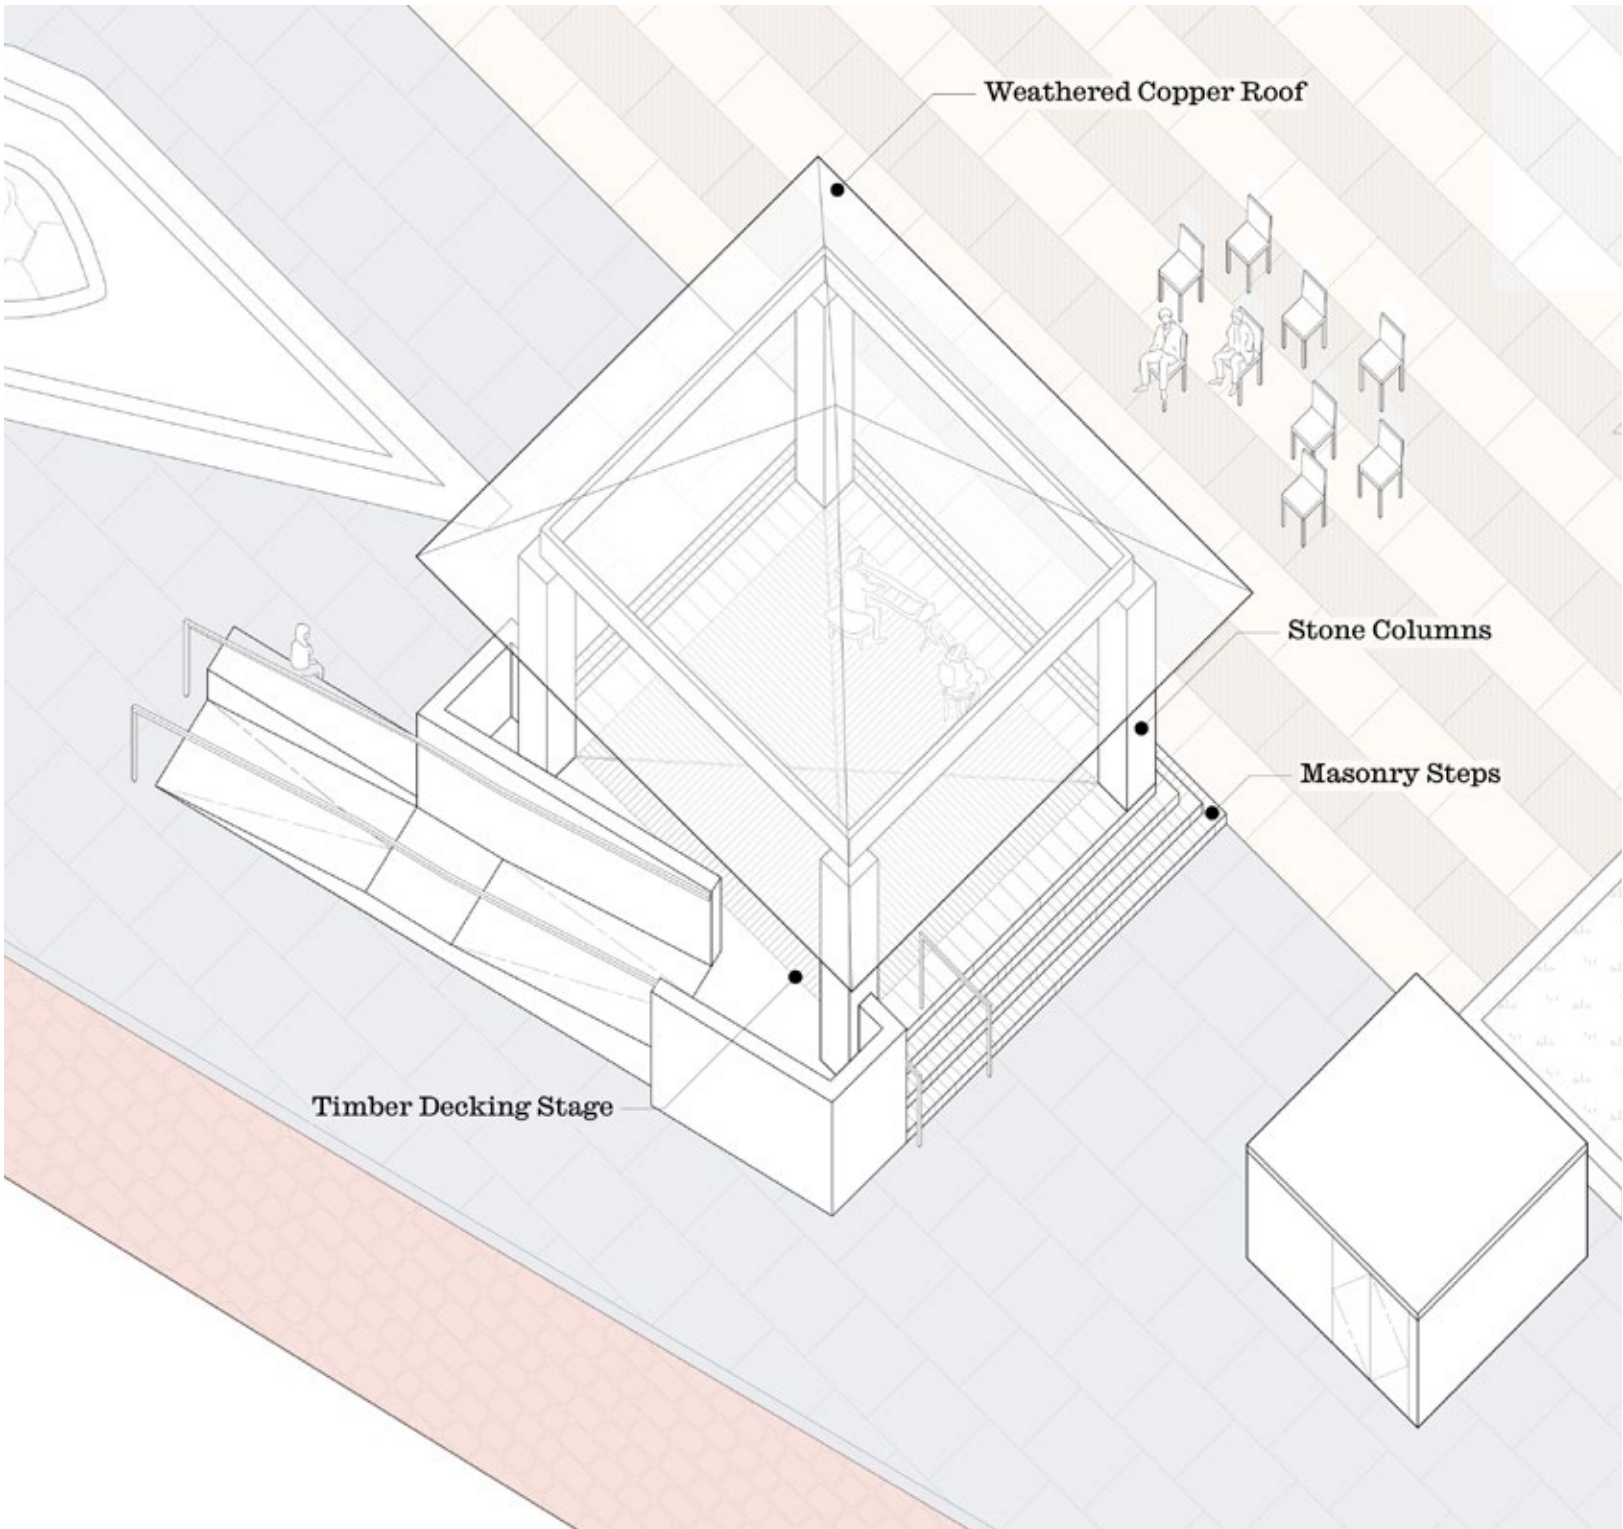 Weathered Copper Roof
Stone Columns
Masonry Steps
Timber Decking Stage